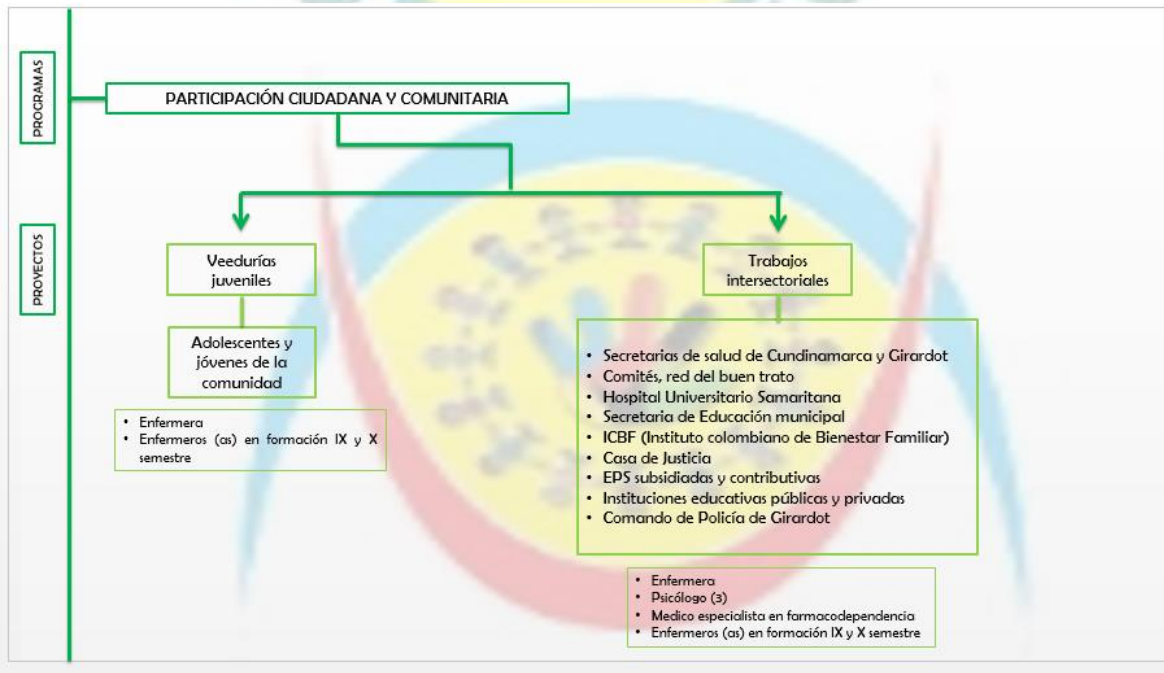 PROGRAMAS
PARTICIPACIÓN CIUDADANA Y COMUNITARIA
PROYECTOS
Veedurías
juveniles
Adolescentes y
jóvenes de la
comunidad
• Enfermera
• Enfermeros (as) en formación IX y X
semestre
Trabajos
intersectoriales
• Secretarias de salud de Cundinamarca y Girardot
• Comités, red del buen trato
• Hospital Universitario Samaritana
• Secretaria de Educación municipal
• ICBF (Instituto colombiano de Bienestar Familiar)
• Casa de Justicia
• EPS subsidiadas y contributivas
• Instituciones educativas públicas y privadas
• Comando de Policía de Girardot
• Enfermera
• Psicólogo (3)
• Medico especialista en farmacodependencia
• Enfermeros (as) en formación IX y X semestre